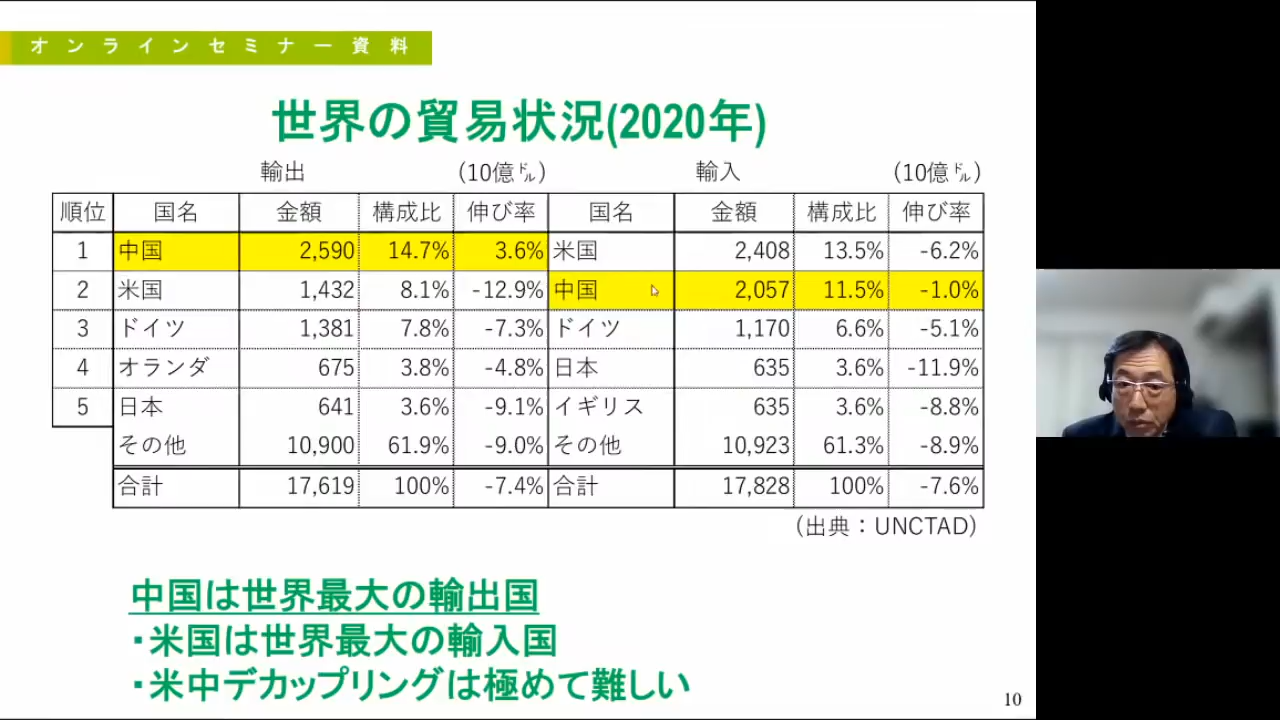 オンラインセミナー資料
世界の貿易状況(2020年)
輸出 (10億㌦) 輸入 (10億㌦)
順位 国名 金額 構成比 伸び率 国名 金額 構成比 伸び率
1 中国 2,590 14.7% 3.6% 米国 2,408 13.5% -6.2%
2 米国 1,432 8.1% -12.9% 中国 2,057 11.5% -1.0%
3 ドイツ 1,381 7.8% -7.3% ドイツ 1,170 6.6% -5.1%
4 オランダ 675 3.8% -4.8% 日本 635 3.6% -11.9%
5 日本 641 3.6% -9.1% イギリス 635 3.6% -8.8%
その他 10,900 61.9% -9.0% その他 10,923 61.3% -8.9%
合計 17,619 100% -7.4% 合計 17,828 100% -7.6%
(出典：UNCTAD)
中国は世界最大の輸出国
・米国は世界最大の輸入国
・米中デカップリングは極めて難しい
10